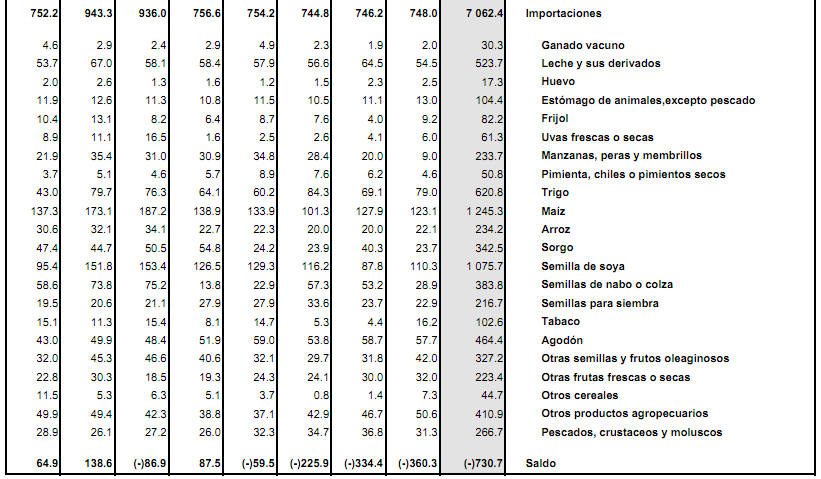 752.2 943.3 936.0 756.6 754.2 744.8 746.2 748.0 7 062.4 Importaciones
4.6 2.9 2.4 2.9 4.9 2.3 1.9 2.0 30.3 Ganado vacuno
53.7 67.0 58.1 58.4 57.9 56.6 64.5 54.5 523.7 Leche y sus derivados
2.0 2.6 1.3 1.6 1.2 1.5 2.3 2.5 17.3 Huevo
11.9 12.6 11.3 10.8 11.5 10.5 11.1 13.0 104.4 Estómago de animales,excepto pescado
10.4 13.1 8.2 6.4 8.7 7.6 4.0 9.2 82.2 Frijol
8.9 11.1 16.5 1.6 2.5 2.6 4.1 6.0 61.3 Uvas frescas o secas
21.9 35.4 31.0 30.9 34.8 28.4 20.0 9.0 233.7 Manzanas, peras y membrillos
3.7 5.1 4.6 5.7 8.9 7.6 6.2 4.6 50.8 Pimienta, chiles o pimientos secos
43.0 79.7 76.3 64.1 60.2 84.3 69.1 79.0 620.8 Trigo
137.3 173.1 187.2 138.9 133.9 101.3 127.9 123.1 1 245.3 Maíz
30.6 32.1 34.1 22.7 22.3 20.0 20.0 22.1 234.2 Arroz
47.4 44.7 50.5 54.8 24.2 23.9 40.3 23.7 342.5 Sorgo
95.4 151.8 153.4 126.5 129.3 116.2 87.8 110.3 1 075.7 Semilla de soya
58.6 73.8 75.2 13.8 22.9 57.3 53.2 28.9 383.8 Semillas de nabo o colza
19.5 20.6 21.1 27.9 27.9 33.6 23.7 22.9 216.7 Semillas para siembra
15.1 11.3 15.4 8.1 14.7 5.3 4.4 16.2 102.6 Tabaco
43.0 49.9 48.4 51.9 59.0 53.8 58.7 57.7 464.4 Agodón
32.0 45.3 46.6 40.6 32.1 29.7 31.8 42.0 327.2 Otras semillas y frutos oleaginosos
22.8 30.3 18.5 19.3 24.3 24.1 30.0 32.0 223.4 Otras frutas frescas o secas
11.5 5.3 6.3 5.1 3.7 0.8 1.4 7.3 44.7 Otros cereales
49.9 49.4 42.3 38.8 37.1 42.9 46.7 50.6 410.9 Otros productos agropecuarios
28.9 26.1 27.2 26.0 32.3 34.7 36.8 31.3 266.7 Pescados, crustaceos y moluscos
64.9 138.6 (-)86.9 87.5 (-)59.5 (-)225.9 (-)334.4 (-)360.3 (-)730.7 Saldo